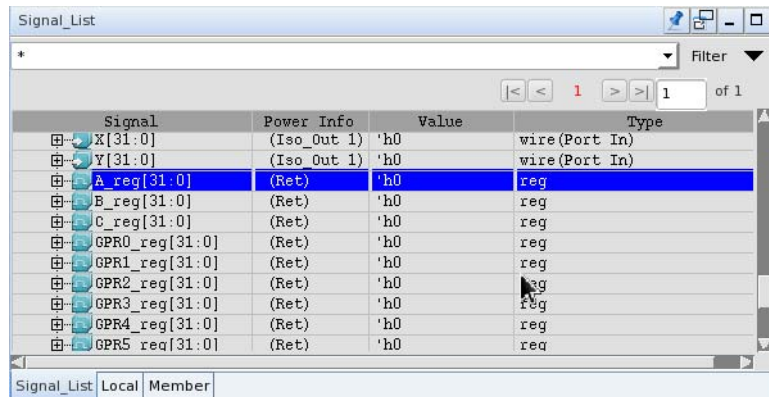 Signal_List
*
Filter
|< < 1 > >| 1 of 1
Signal Power Info Value Type
X[31:0] (Iso_Out 1) 'h0 wire(Port In)
Y[31:0] (Iso_Out 1) 'h0 wire(Port In)
A_reg[31:0] (Ret) 'h0 reg
B_reg[31:0] (Ret) 'h0 reg
C_reg[31:0] (Ret) 'h0 reg
GPR0_reg[31:0] (Ret) 'h0 reg
GPR1_reg[31:0] (Ret) 'h0 reg
GPR2_reg[31:0] (Ret) 'h0 reg
GPR3_reg[31:0] (Ret) 'h0 reg
GPR4_reg[31:0] (Ret) 'h0 reg
GPR5_reg[31:0] (Ret) 'h0 reg
Signal_List Local Member